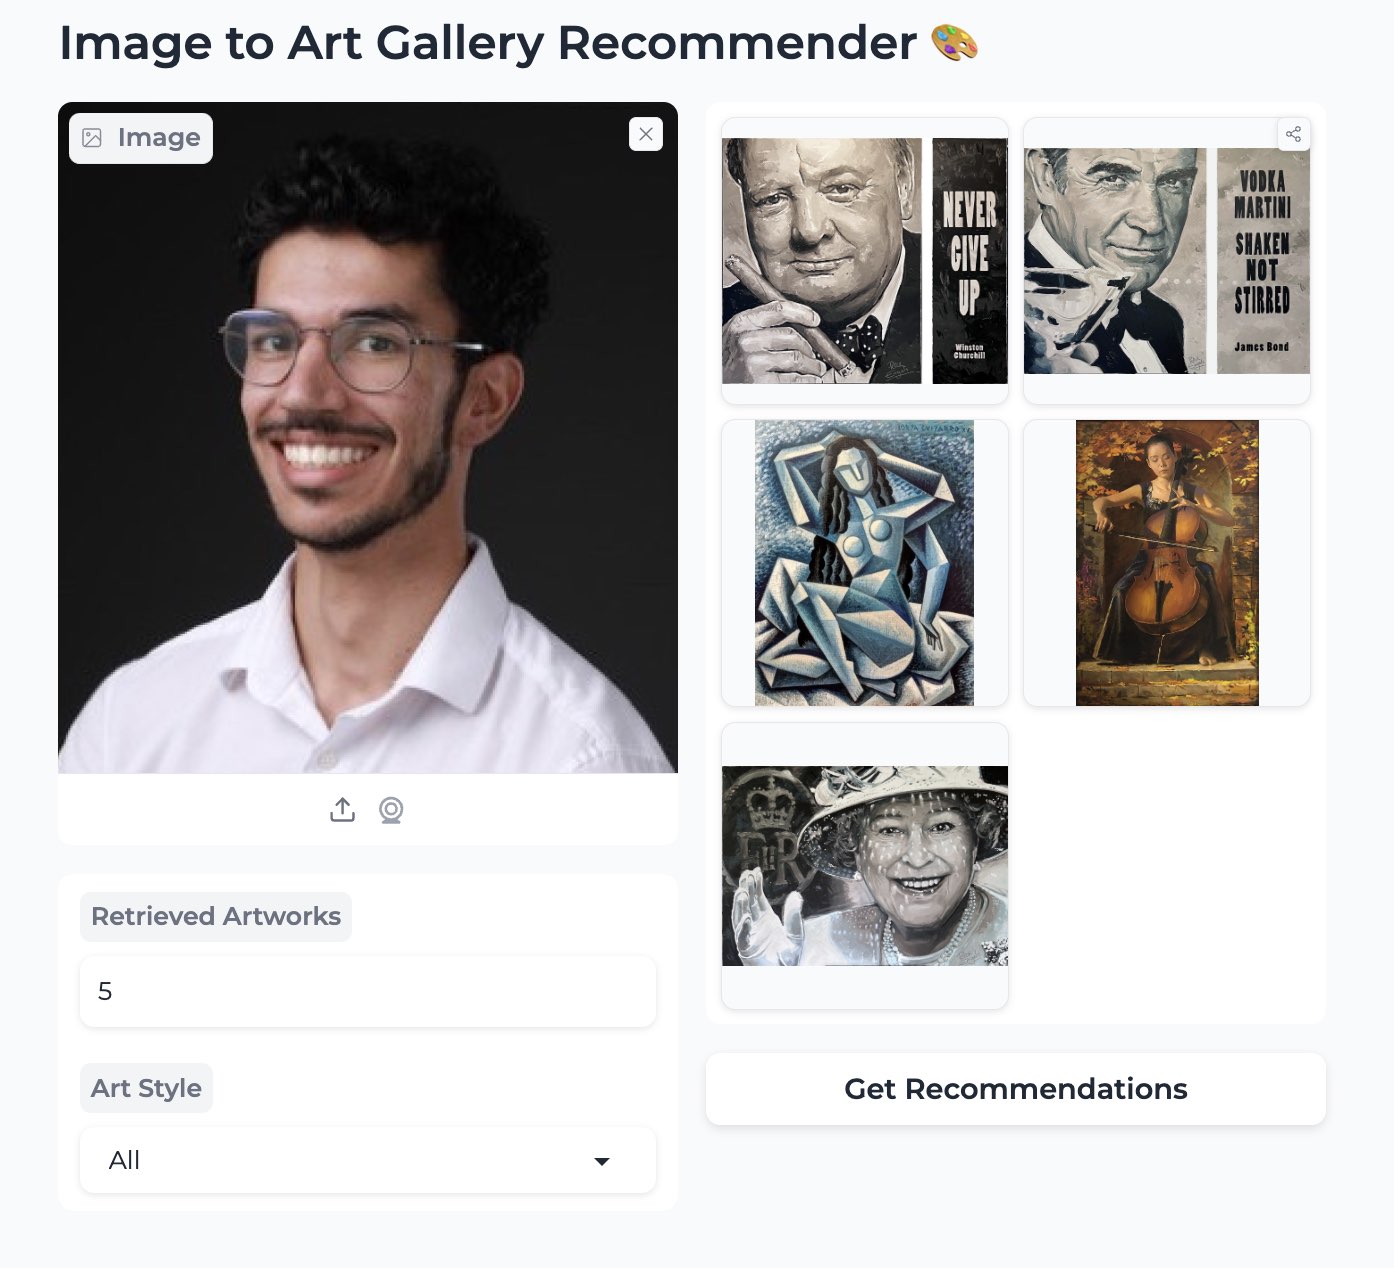 Image to Art Gallery Recommender
Image
NEVER
GIVE
UP
Winston
Churchill
VODKA
MARTINI
SHAKEN
NOT
STIRRED
James Bond
Retrieved Artworks
5
Art Style
All
Get Recommendations